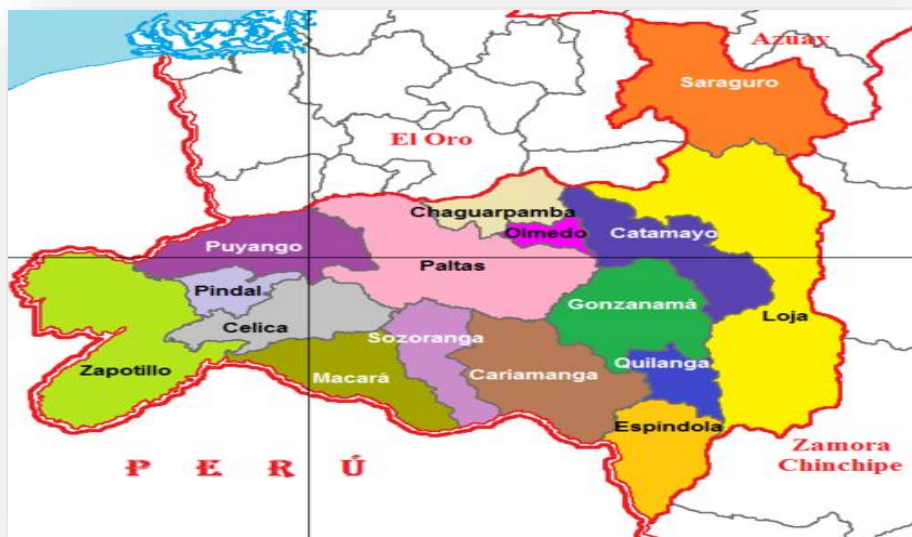 Azuay
Saraguro
El Oro
Chaguarpamba
Olmedo
Catamayo
Puyango
Paltas
Pindal
Gonzanamá
Celica
Loja
Sozoranga
Zapotillo
Macará
Cariamanga
Quilanga
Espíndola
Zamora
Chinchipe
P E R Ú